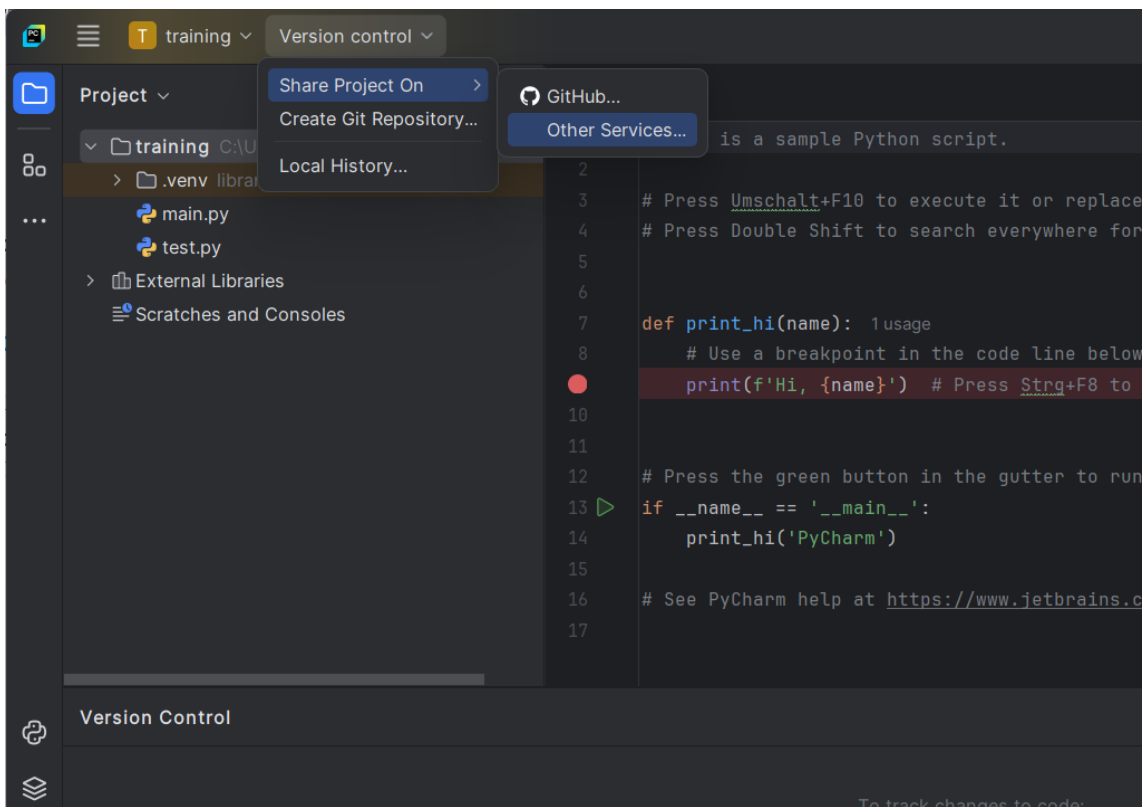 PC
T training Version control
Share Project On
Create Git Repository...
Local History...
GitHub...
Other Services...
Project
training C:\U
.venv
main.py
test.py
External Libraries
Scratches and Consoles
is a sample Python script.
2
3 # Press Umschalt+F10 to execute it or replace
4 # Press Double Shift to search everywhere for
5
6
7 def print_hi(name): 1 usage
8 # Use a breakpoint in the code line below
print(f'Hi, {name}') # Press Strg+F8 to
10
11
12 # Press the green button in the gutter to run
13 if __name__ == '__main__':
14 print_hi('PyCharm')
15
16 # See PyCharm help at https://www.jetbrains.c
17
Version Control
To track changes to code: